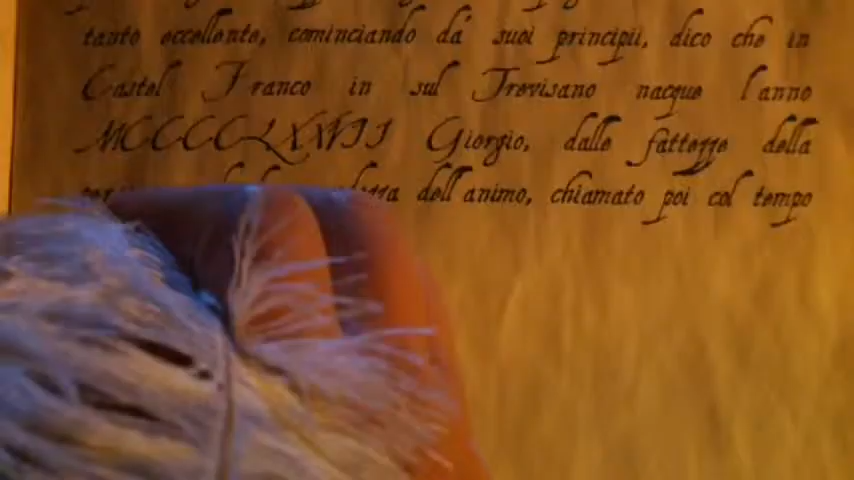 tanto eccellente, cominciando da' suoi principii, dico che in
Castel Franco in sul Trevisano nacque l'anno
MCCCCLXXVII Giorgio, dalle fattezze della
dell'animo, chiamato poi col tempo